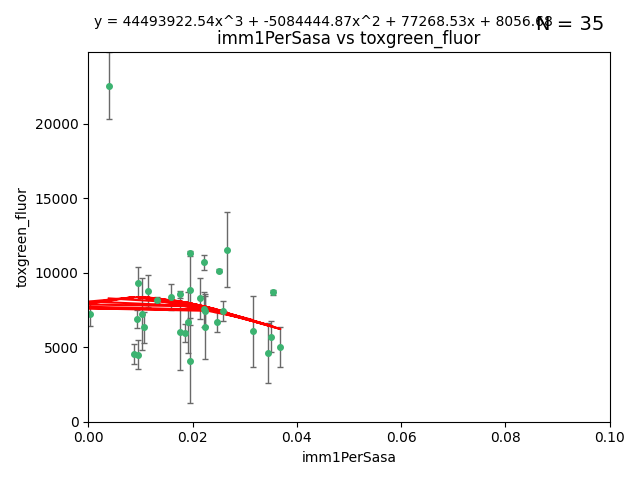 y = 44493922.54x^3 + -5084444.87x^2 + 77268.53x + 8056.68
N = 35
imm1PerSasa vs toxgreen_fluor
20000
15000
10000
5000
0
toxgreen_fluor
0.00 0.02 0.04 0.06 0.08 0.10
imm1PerSasa